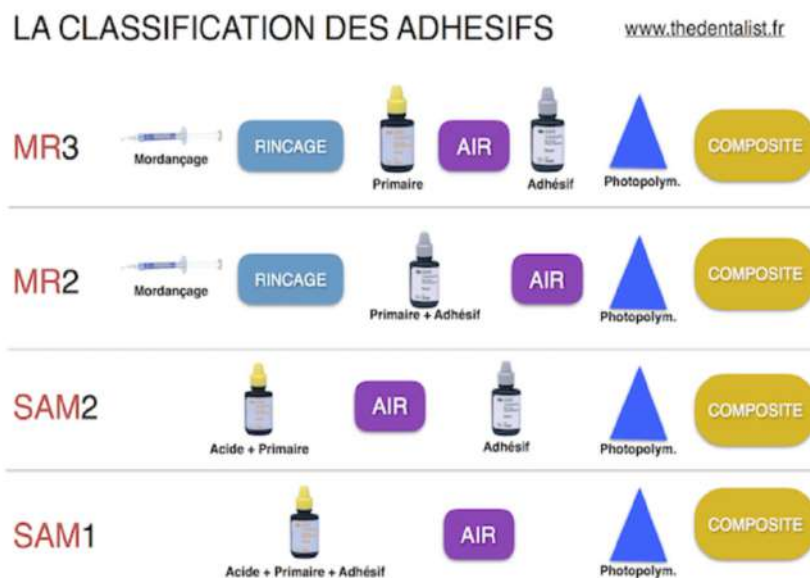 LA CLASSIFICATION DES ADHESIFS
www.thedentalist.fr
MR3
Mordançage
RINCAGE
Primaire
AIR
Adhésif
Photopolym.
COMPOSITE
MR2
Mordançage
RINCAGE
Primaire + Adhésif
AIR
Photopolym.
COMPOSITE
SAM2
Acide + Primaire
AIR
Adhésif
Photopolym.
COMPOSITE
SAM1
Acide + Primaire + Adhésif
AIR
Photopolym.
COMPOSITE